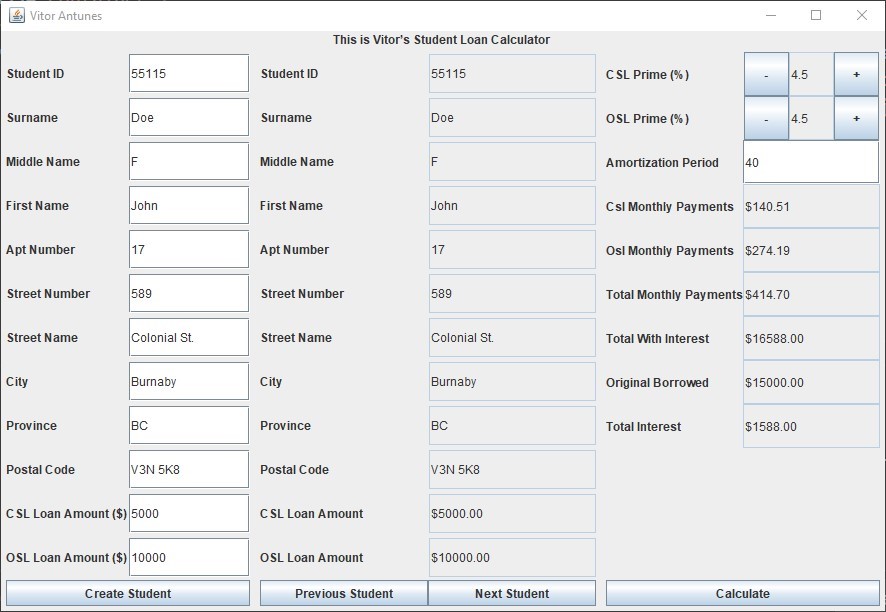 Vitor Antunes
This is Vitor's Student Loan Calculator
Student ID 55115 Student ID 55115 CSL Prime (%) - 4.5 +
Surname Doe Surname Doe OSL Prime (%) - 4.5 +
Middle Name F Middle Name F Amortization Period 40
First Name John First Name John Csl Monthly Payments $140.51
Apt Number 17 Apt Number 17 Osl Monthly Payments $274.19
Street Number 589 Street Number 589 Total Monthly Payments $414.70
Street Name Colonial St. Street Name Colonial St. Total With Interest $16588.00
City Burnaby City Burnaby Original Borrowed $15000.00
Province BC Province BC Total Interest $1588.00
Postal Code V3N 5K8 Postal Code V3N 5K8
CSL Loan Amount ($) 5000 CSL Loan Amount $5000.00
OSL Loan Amount ($) 10000 OSL Loan Amount $10000.00
Create Student Previous Student Next Student Calculate